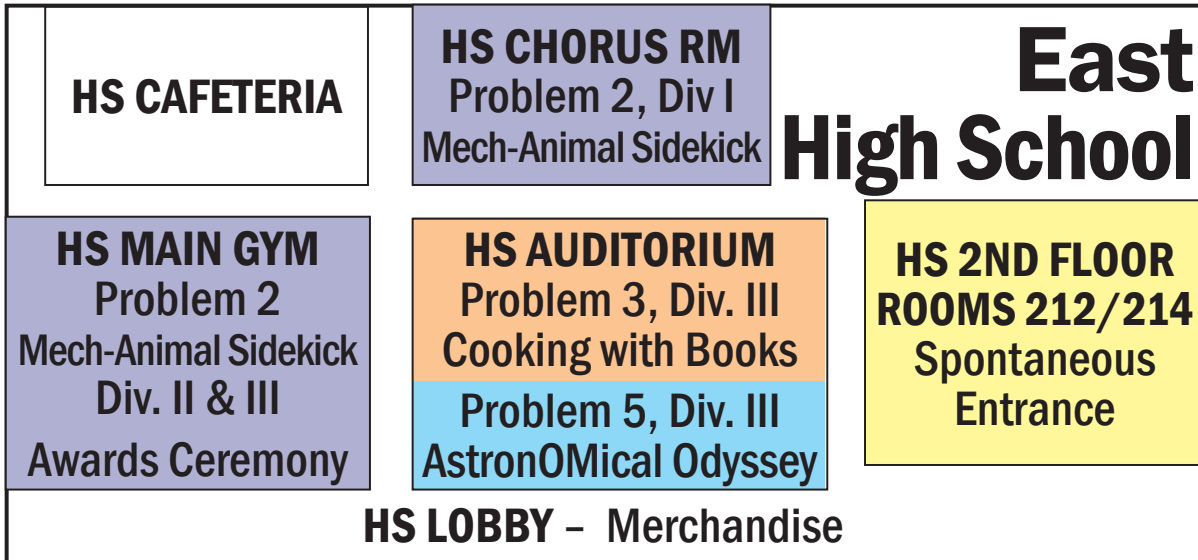 HS CAFETERIA
HS CHORUS RM
Problem 2, Div I
Mech-Animal Sidekick
East
High School
HS MAIN GYM
Problem 2
Mech-Animal Sidekick
Div. II & III
Awards Ceremony
HS AUDITORIUM
Problem 3, Div. III
Cooking with Books
Problem 5, Div. III
AstronOMical Odyssey
HS 2ND FLOOR
ROOMS 212/214
Spontaneous
Entrance
HS LOBBY – Merchandise